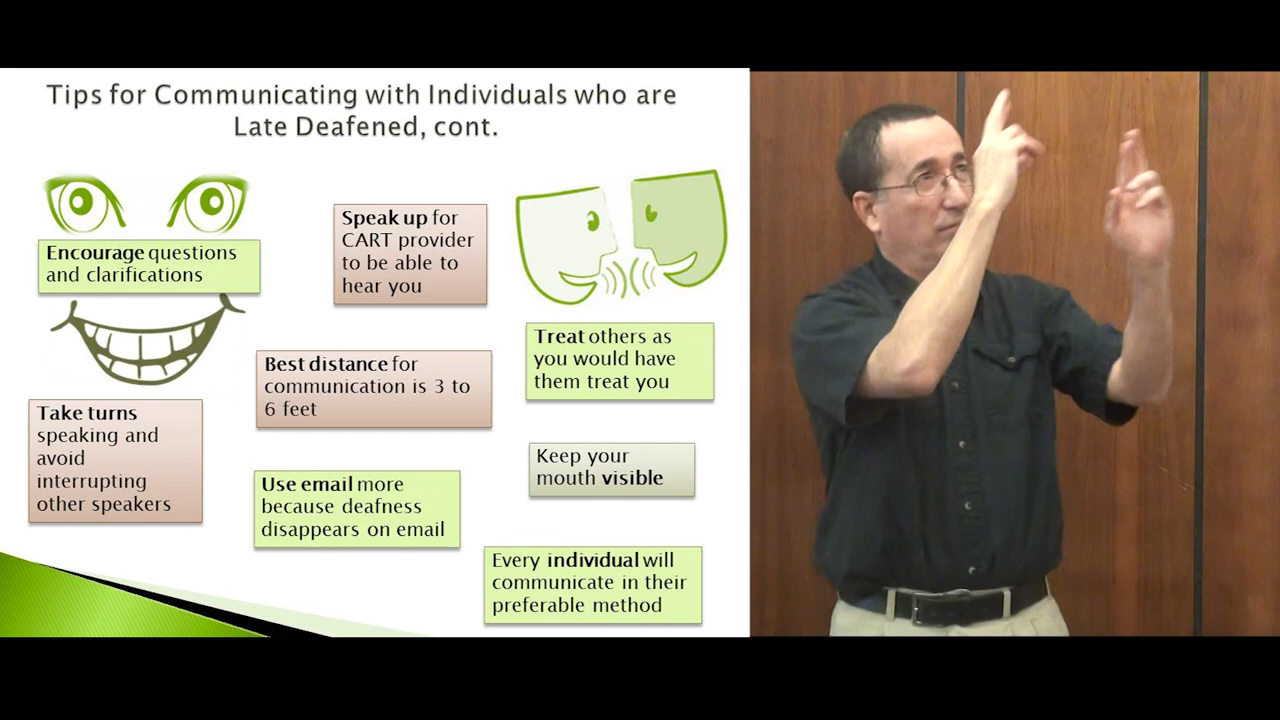 Tips for Communicating with Individuals who are
Late Deafened, cont.
Encourage questions
and clarifications
Speak up for
CART provider
to be able to
hear you
Treat others as
you would have
them treat you
Best distance for
communication is 3 to
6 feet
Take turns
speaking and
avoid
interrupting
other speakers
Use email more
because deafness
disappears on email
Keep your
mouth visible
Every individual will
communicate in their
preferable method